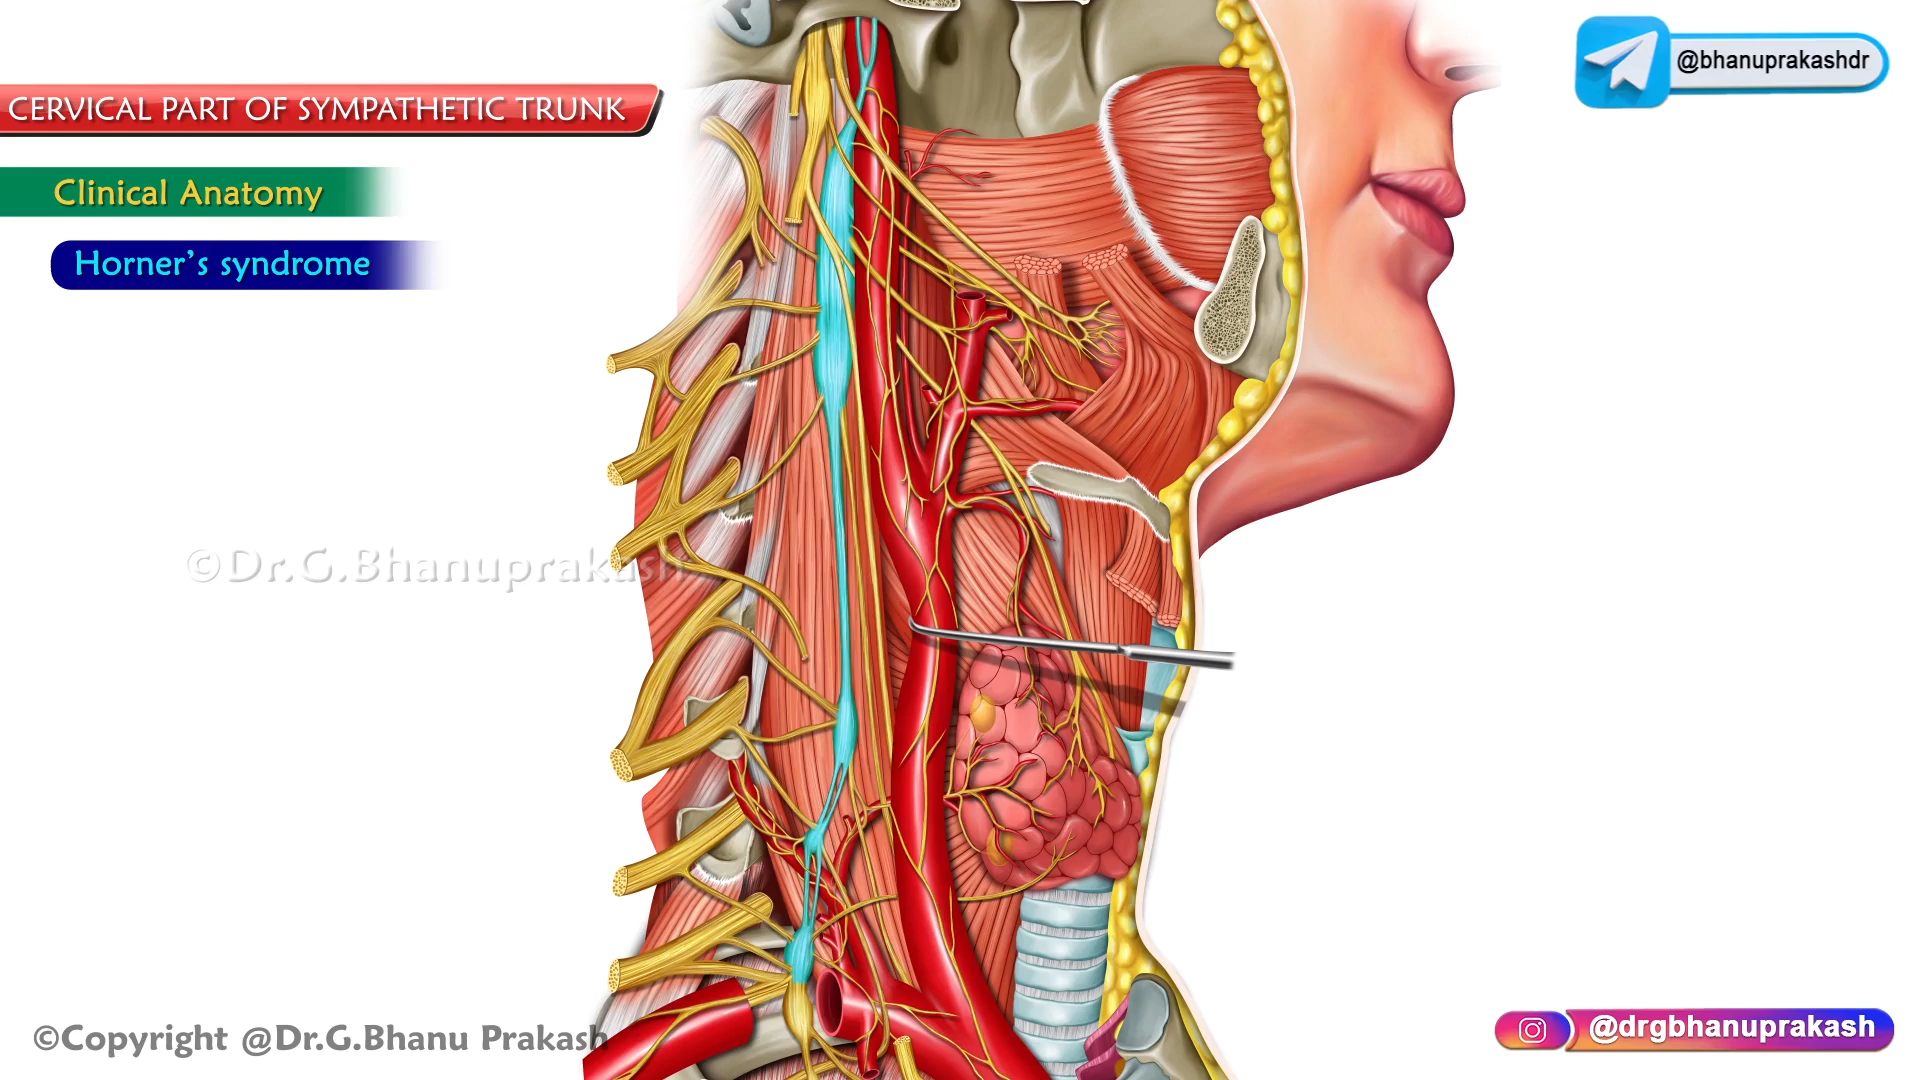 @bhanuprakashdr
CERVICAL PART OF SYMPATHETIC TRUNK
Clinical Anatomy
Horner's syndrome
©Dr.G.Bhanuprakash
©Copyright @Dr.G.Bhanu Prakash
@drgbhanuprakash